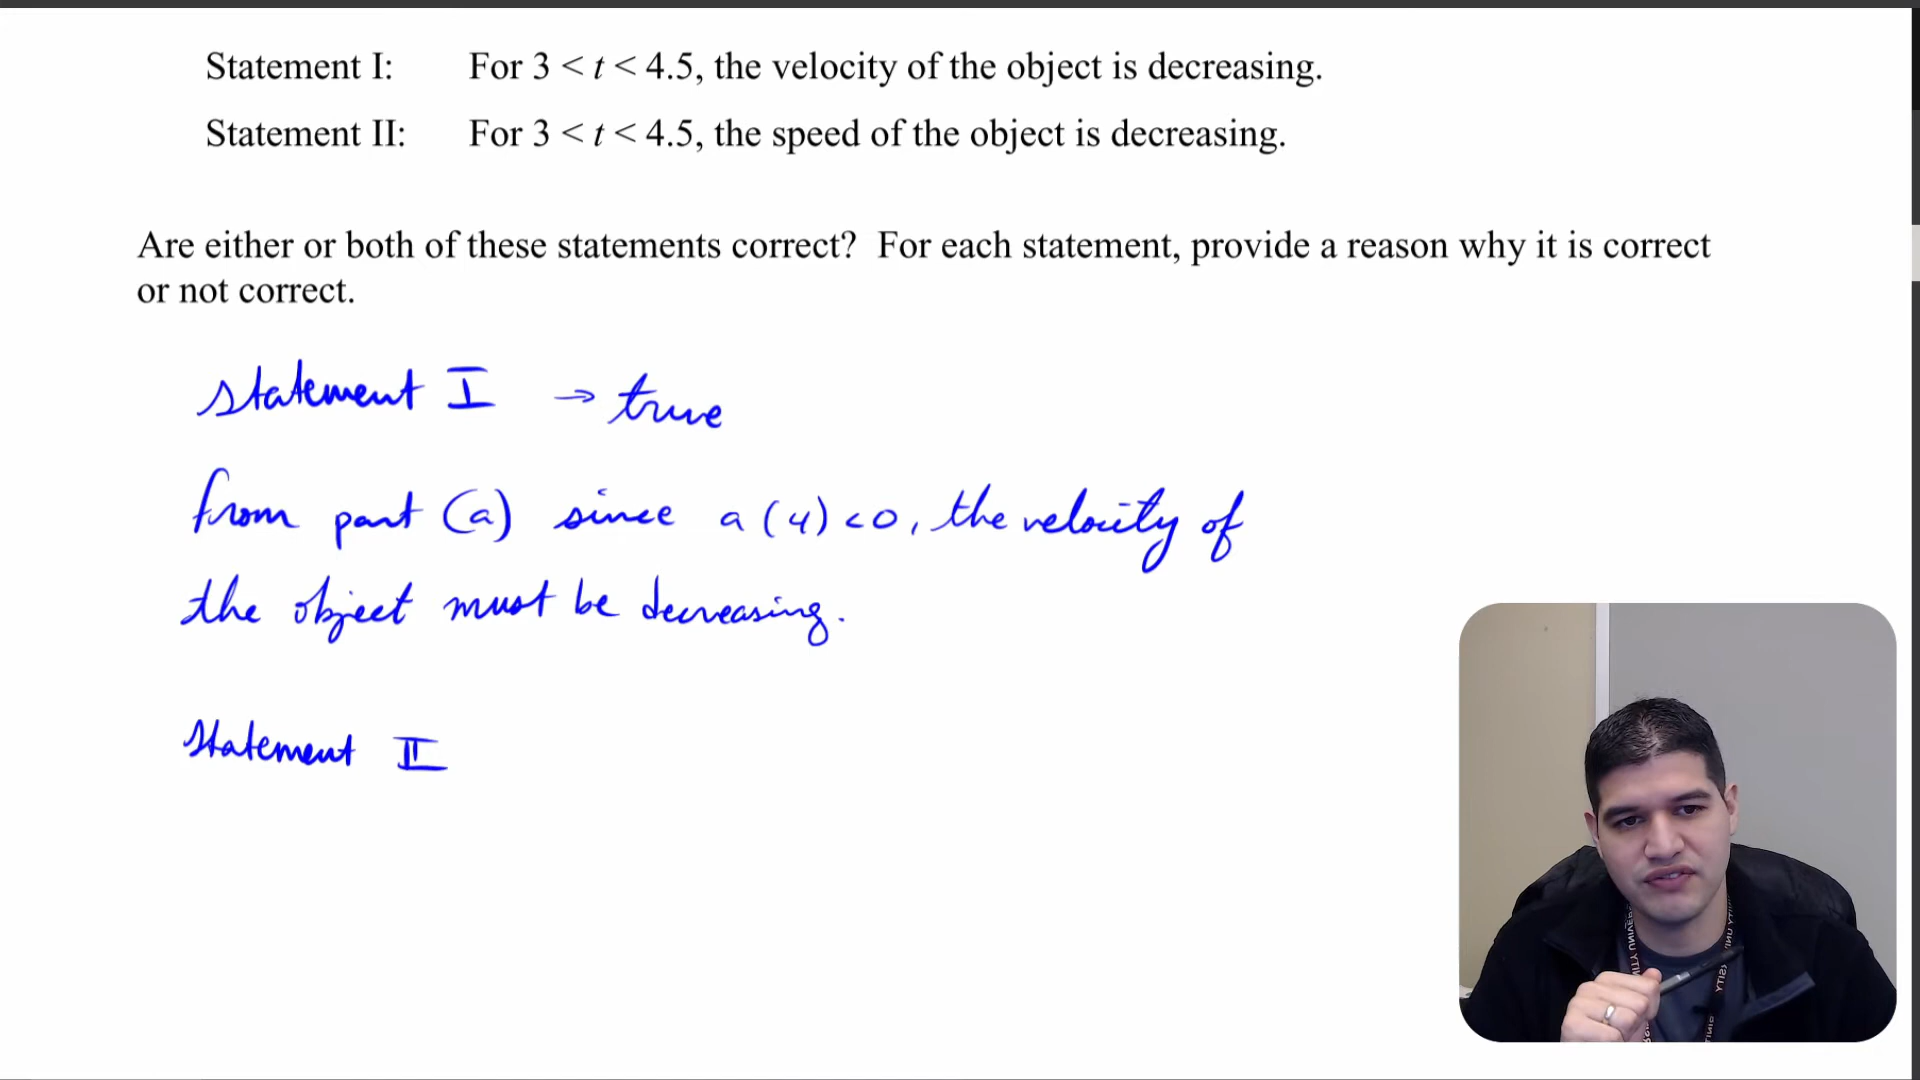 Statement I: For 3 < t < 4.5, the velocity of the object is decreasing.
Statement II: For 3 < t < 4.5, the speed of the object is decreasing.
Are either or both of these statements correct? For each statement, provide a reason why it is correct
or not correct.
statement I → true
from part (a) since a (4) <0, the velocity of
the object must be decreasing.
statement II